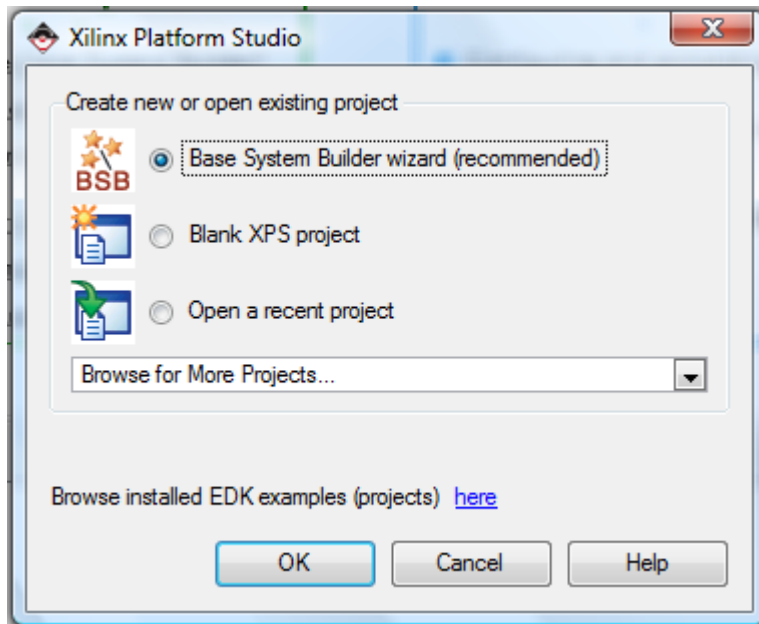 Xilinx Platform Studio
Create new or open existing project
BSB
Base System Builder wizard (recommended)
Blank XPS project
Open a recent project
Browse for More Projects...
Browse installed EDK examples (projects) here
OK
Cancel
Help